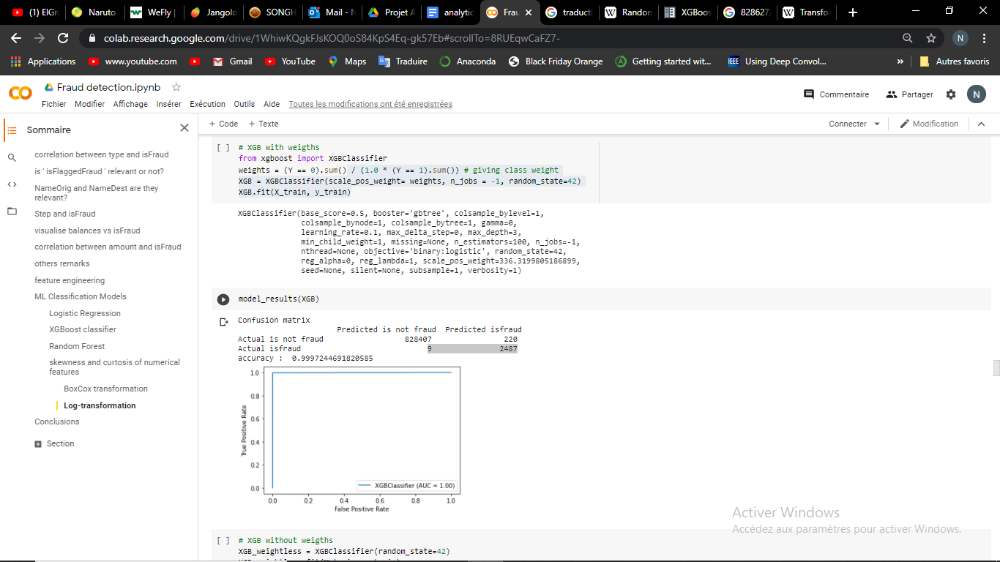 (1) ElGr
Naruto
WeFly |
Jangolo
SONGH
Mail - N
Projet A
analytic
Frau
traducti
Random
XGBoos
828627/
Transfor
colab.research.google.com/drive/1WhiwKQgkFJsKOQ0oS84KpS4Eq-gk57Eb#scrollTo=8RUEqwCaFZ7-
N
Applications
www.youtube.com
Gmail
YouTube
Maps
Traduire
Anaconda
Black Friday Orange
Getting started wit...
IEEE Using Deep Convol...
»
Autres favoris
CO
Fraud detection.ipynb
Commentaire
Partager
N
Fichier Modifier Affichage Insérer Exécution Outils Aide Toutes les modifications ont été enregistrées
Sommaire
+ Code + Texte
Connecter
Modification
correlation between type and isFraud
is ' isFlaggedFraud ' relevant or not?
NameOrig and NameDest are they
relevant?
Step and isFraud
visualise balances vs isFraud
correlation between amount and isFraud
others remarks
feature engineering
ML Classification Models
Logistic Regression
XGBoost classifier
Random Forest
skewness and curtosis of numerical
features
BoxCox transformation
Log-transformation
Conclusions
Section
[ ] # XGB with weigths
from xgboost import XGBClassifier
weights = (Y == 0).sum() / (1.0 * (Y == 1).sum()) # giving class weight
XGB = XGBClassifier(scale_pos_weight= weights, n_jobs = -1, random_state=42)
XGB.fit(X_train, y_train)
XGBClassifier(base_score=0.5, booster='gbtree', colsample_bylevel=1,
colsample_bynode=1, colsample_bytree=1, gamma=0,
learning_rate=0.1, max_delta_step=0, max_depth=3,
min_child_weight=1, missing=None, n_estimators=100, n_jobs=-1,
nthread=None, objective='binary:logistic', random_state=42,
reg_alpha=0, reg_lambda=1, scale_pos_weight=336.3199805186899,
seed=None, silent=None, subsample=1, verbosity=1)
model_results(XGB)
Confusion matrix
Predicted is not fraud Predicted isfraud
Actual is not fraud 828407 220
Actual isfraud 9 2487
accuracy : 0.9997244691820585
1.0
0.8
0.6
0.4
0.2
0.0
True Positive Rate
XGBClassifier (AUC = 1.00)
0.0 0.2 0.4 0.6 0.8 1.0
False Positive Rate
Activer Windows
Accédez aux paramètres pour activer Windows.
[ ] # XGB without weigths
XGB_weightless = XGBClassifier(random_state=42)